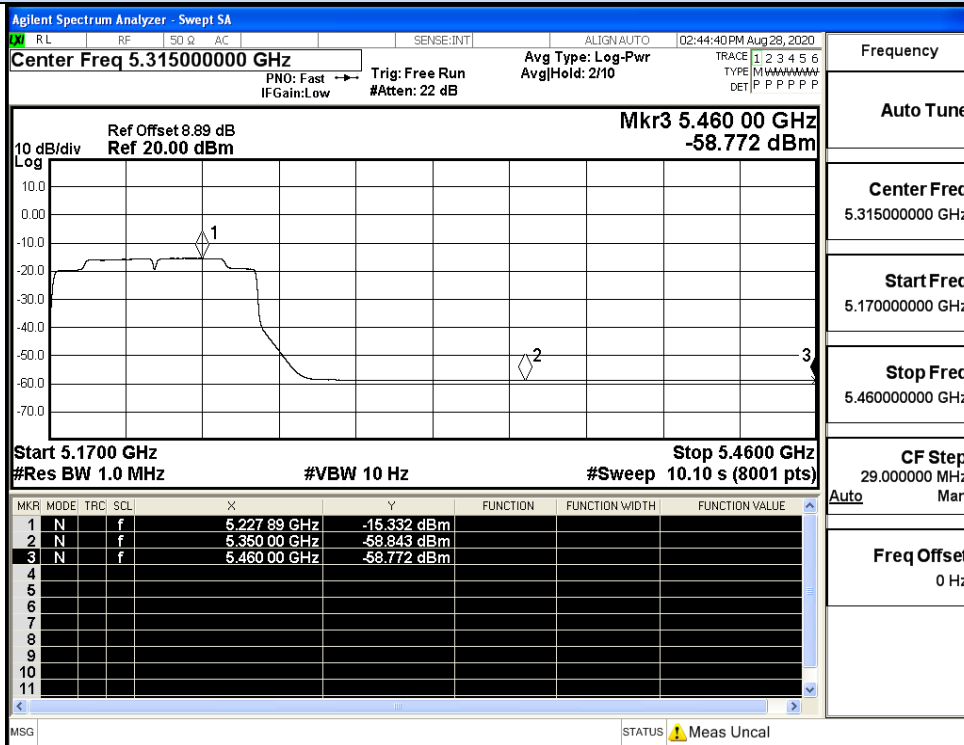 Agilent Spectrum Analyzer - Swept SA
LXI RL RF 50 Ω AC SENSE:INT ALIGN AUTO 02:44:40 PM Aug 28, 2020
Center Freq 5.315000000 GHz
PNO: Fast
IFGain:Low
Trig: Free Run
#Atten: 22 dB
Avg Type: Log-Pwr
Avg|Hold: 2/10
TRACE 1 2 3 4 5 6
TYPE M WWWWW
DET P P P P P P
Ref Offset 8.89 dB
10 dB/div Ref 20.00 dBm
Log
Mkr3 5.460 00 GHz
-58.772 dBm
10.0
0.00
-10.0
-20.0
-30.0
-40.0
-50.0
-60.0
-70.0
1
2
3
Start 5.1700 GHz Stop 5.4600 GHz
#Res BW 1.0 MHz #VBW 10 Hz #Sweep 10.10 s (8001 pts)
MKR MODE TRC SCL X Y FUNCTION FUNCTION WIDTH FUNCTION VALUE
1 N f 5.227 89 GHz -15.332 dBm
2 N f 5.350 00 GHz -58.843 dBm
3 N f 5.460 00 GHz -58.772 dBm
4
5
6
7
8
9
10
11
MSG STATUS Meas Uncal
Frequency
Auto Tune
Center Freq
5.315000000 GHz
Start Freq
5.170000000 GHz
Stop Freq
5.460000000 GHz
CF Step
29.000000 MHz
Auto Man
Freq Offset
0 Hz